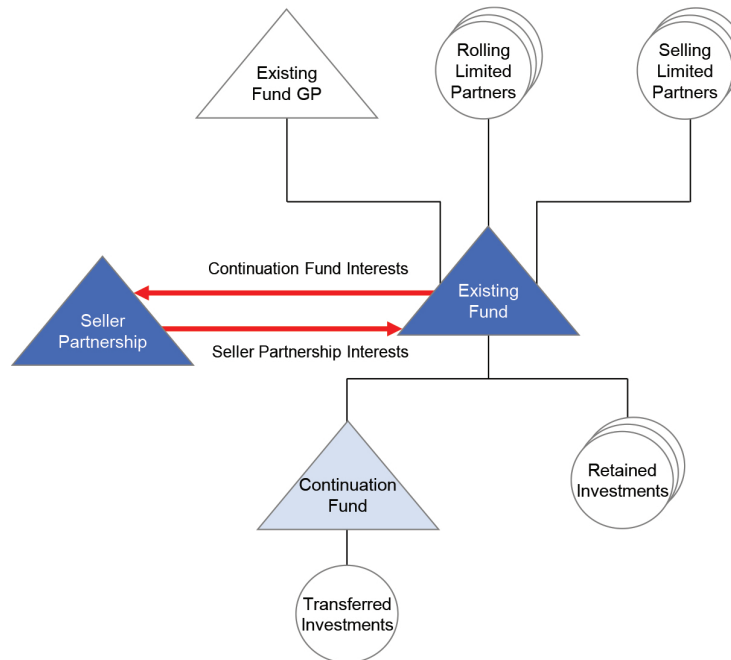 Existing
Fund GP
Rolling
Limited
Partners
Selling
Limited
Partners
Continuation Fund Interests
Seller
Partnership
Existing
Fund
Seller Partnership Interests
Continuation
Fund
Retained
Investments
Transferred
Investments